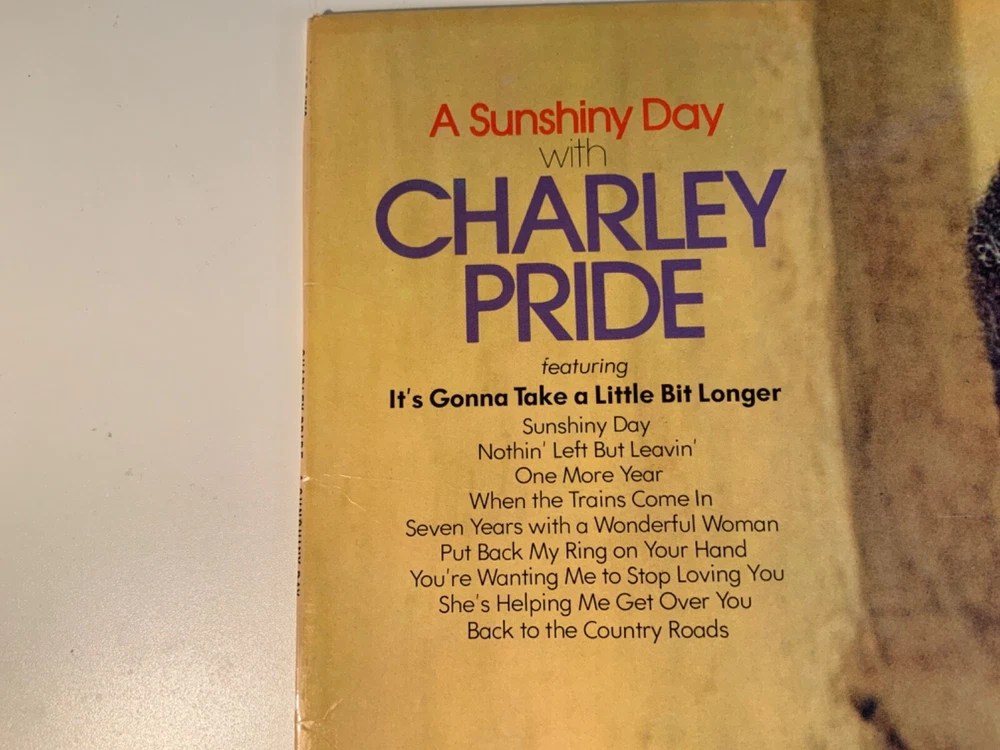 A Sunshiny Day
with
CHARLEY
PRIDE
featuring
It's Gonna Take a Little Bit Longer
Sunshiny Day
Nothin' Left But Leavin'
One More Year
When the Trains Come In
Seven Years with a Wonderful Woman
Put Back My Ring on Your Hand
You're Wanting Me to Stop Loving You
She's Helping Me Get Over You
Back to the Country Roads